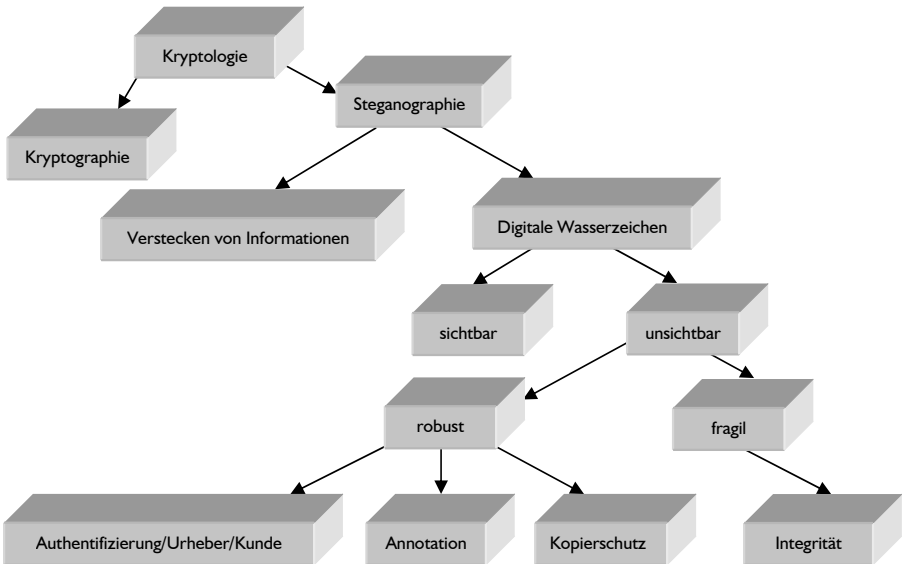 Kryptologie
Steganographie
Kryptographie
Verstecken von Informationen
Digitale Wasserzeichen
sichtbar
unsichtbar
robust
fragil
Authentifizierung/Urheber/Kunde
Annotation
Kopierschutz
Integrität